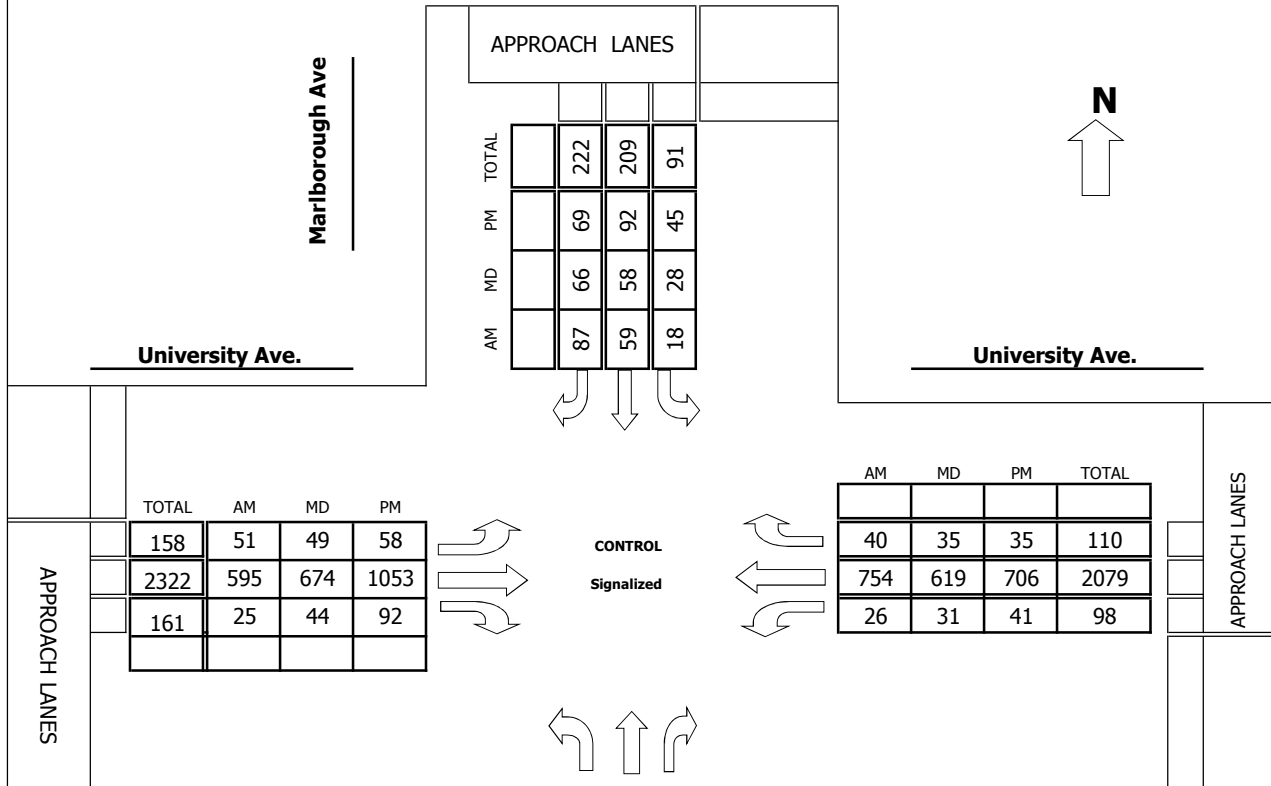 APPROACH LANES
Marlborough Ave
N
TOTAL 222 209 91
PM 69 92 45
MD 66 58 28
AM 87 59 18
University Ave.
University Ave.
TOTAL AM MD PM
158 51 49 58
2322 595 674 1053
161 25 44 92
APPROACH LANES
CONTROL
Signalized
AM MD PM TOTAL
40 35 35 110
754 619 706 2079
26 31 41 98
APPROACH LANES